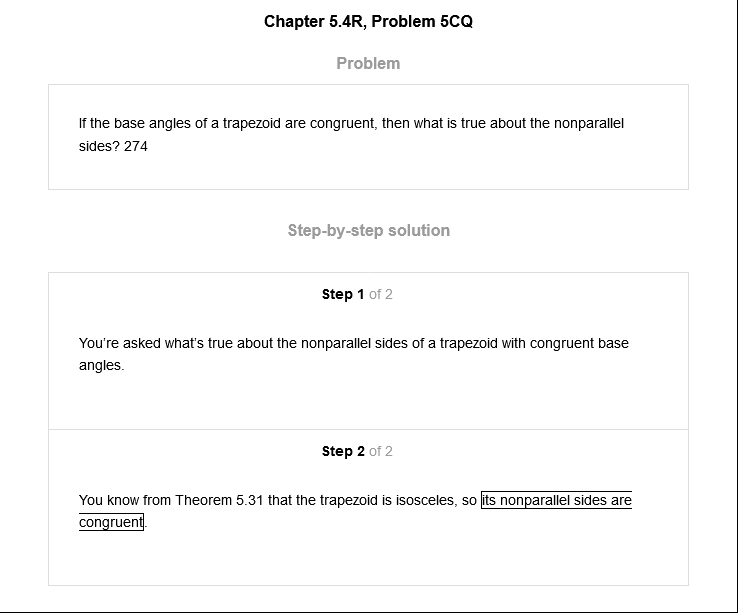 Chapter 5.4R, Problem 5CQ
Problem
If the base angles of a trapezoid are congruent, then what is true about the nonparallel
sides? 274
Step-by-step solution
Step 1 of 2
You’re asked what’s true about the nonparallel sides of a trapezoid with congruent base
angles.
Step 2 of 2
You know from Theorem 5.31 that the trapezoid is isosceles, so its nonparallel sides are
congruent.